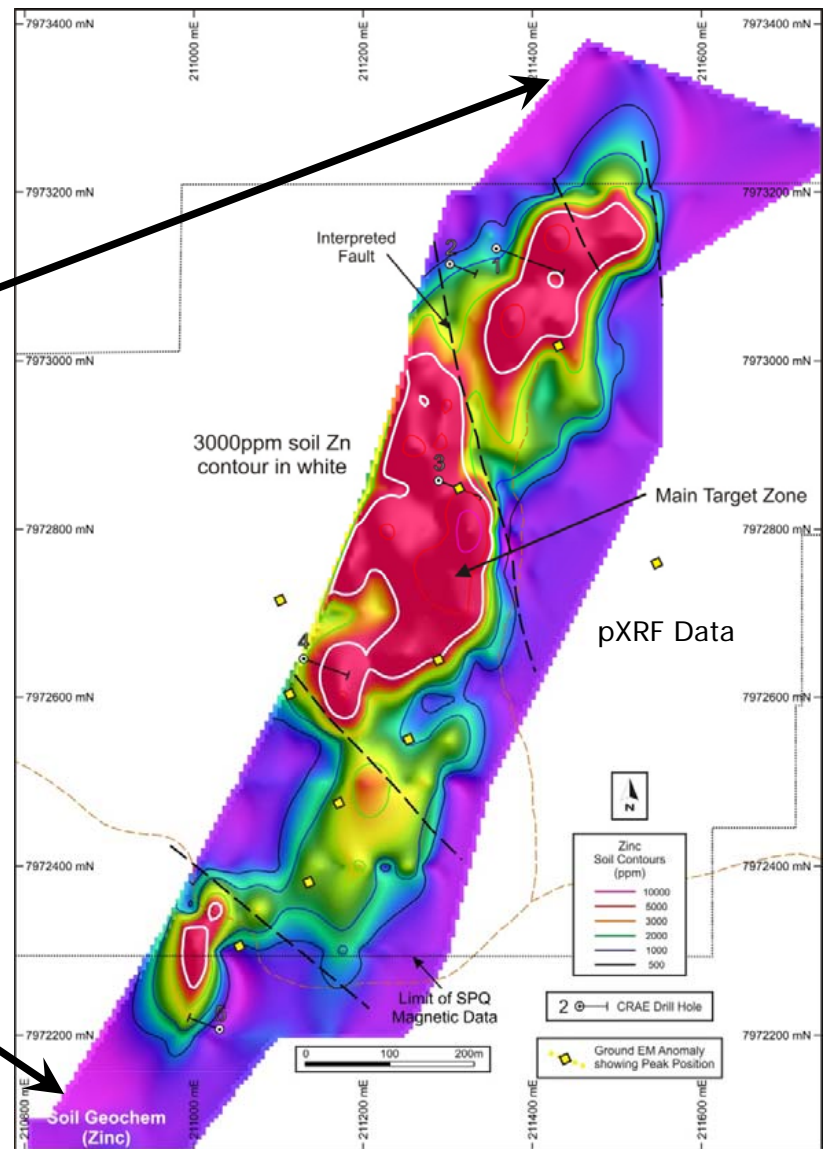 7973400 mN
211000 mE
211200 mE
211400 mE
211600 mE
7973400 mN
7973200 mN
7973200 mN
Interpreted
Fault
2
1
7973000 mN
7973000 mN
3000ppm soil Zn
contour in white
3
Main Target Zone
7972800 mN
7972800 mN
pXRF Data
4
7972600 mN
7972600 mN
N
Zinc
Soil Contours
(ppm)
10000
5000
3000
2000
1000
500
7972400 mN
7972400 mN
2 CRAE Drill Hole
Limit of SPQ
Magnetic Data
5
7972200 mN
7972200 mN
0 100 200m
Ground EM Anomaly
showing Peak Position
Soil Geochem
(Zinc)
210800 mE
211000 mE
211200 mE
211400 mE
211600 mE